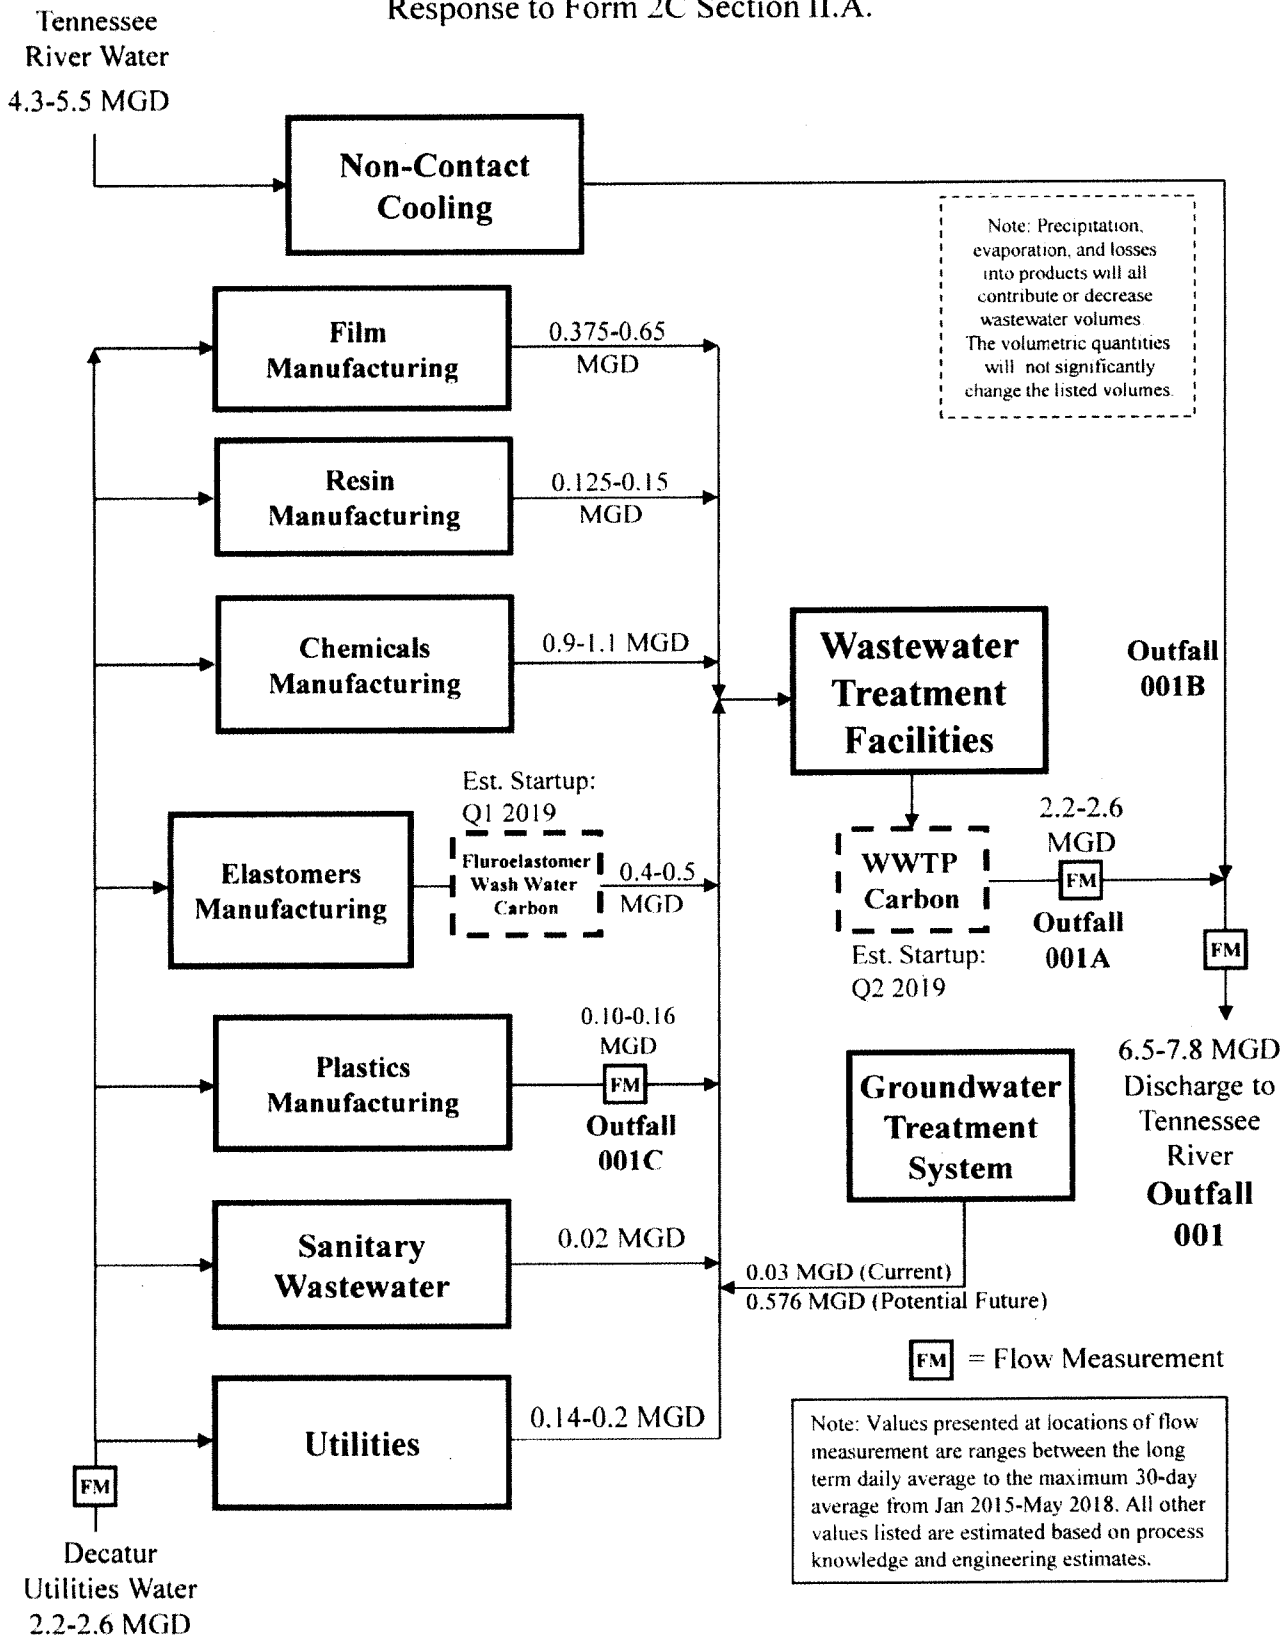 Response to Form 2C Section II.A.
Tennessee
River Water
4.3-5.5 MGD
Non-Contact
Cooling
Note: Precipitation,
evaporation, and losses
into products will all
contribute or decrease
wastewater volumes
The volumetric quantities
will not significantly
change the listed volumes.
Film
Manufacturing
0.375-0.65
MGD
Resin
Manufacturing
0.125-0.15
MGD
Chemicals
Manufacturing
0.9-1.1 MGD
Wastewater
Treatment
Facilities
Outfall
001B
Est. Startup:
Q1 2019
Elastomers
Manufacturing
Fluroelastomer
Wash Water
Carbon
0.4-0.5
MGD
WWTP
Carbon
Est. Startup:
Q2 2019
2.2-2.6
MGD
FM
Outfall
001A
FM
6.5-7.8 MGD
Discharge to
Tennessee
River
Outfall
001
Plastics
Manufacturing
0.10-0.16
MGD
FM
Outfall
001C
Groundwater
Treatment
System
Sanitary
Wastewater
0.02 MGD
0.03 MGD (Current)
0.576 MGD (Potential Future)
FM = Flow Measurement
Utilities
0.14-0.2 MGD
Note: Values presented at locations of flow
measurement are ranges between the long
term daily average to the maximum 30-day
average from Jan 2015-May 2018. All other
values listed are estimated based on process
knowledge and engineering estimates.
FM
Decatur
Utilities Water
2.2-2.6 MGD